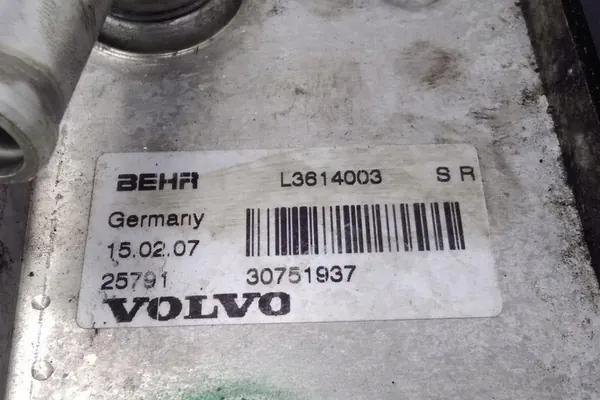 BEHR L3614003 S R
Germany
15.02.07
25791 30751937
VOLVO